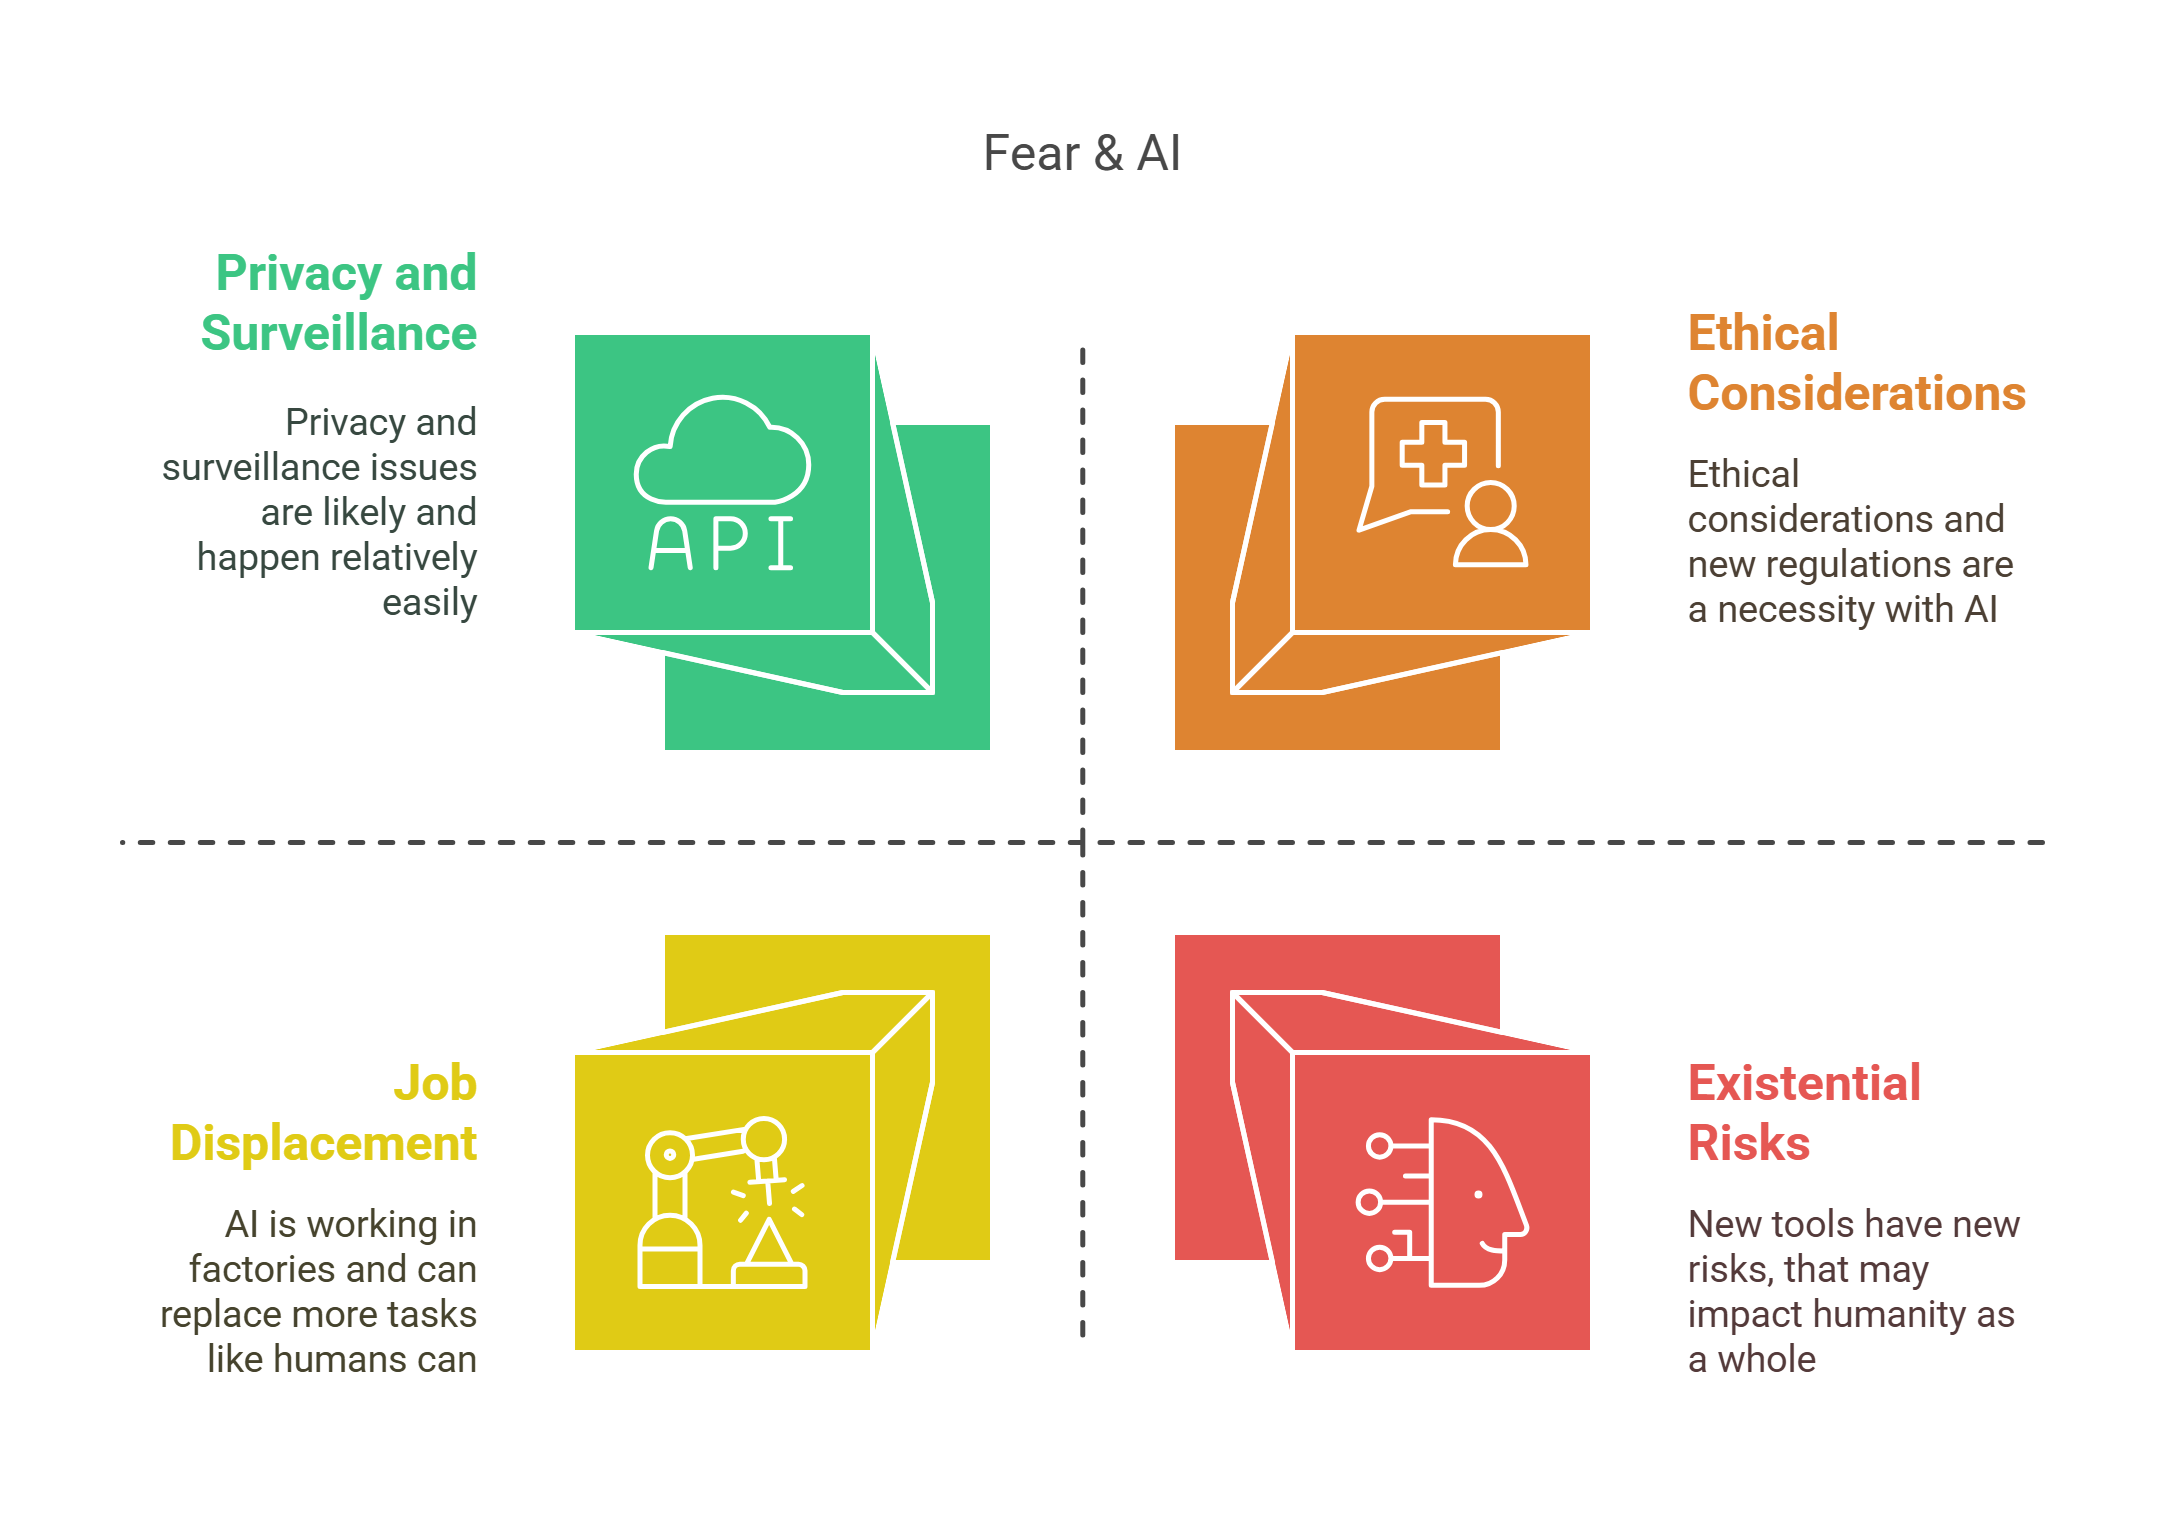 Fear & AI
Privacy and
Surveillance
Privacy and
surveillance issues
are likely and
happen relatively
easily
API
Ethical
Considerations
Ethical
considerations and
new regulations are
a necessity with AI
Job
Displacement
AI is working in
factories and can
replace more tasks
like humans can
Existential
Risks
New tools have new
risks, that may
impact humanity as
a whole